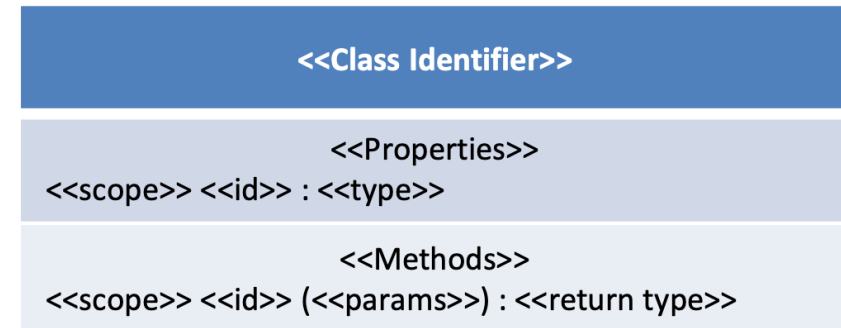 <<Class Identifier>>
<<Properties>>
<<scope>> <<id>> : <<type>>
<<Methods>>
<<scope>> <<id>> (<<params>>) : <<return type>>